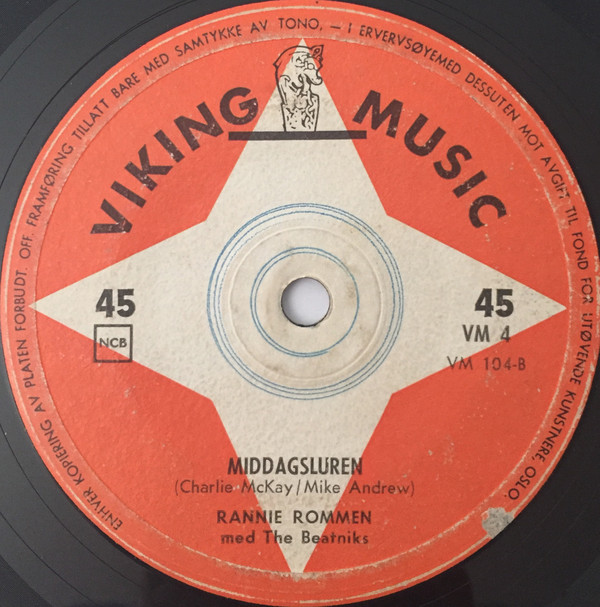 ENHVER KOPIERING AV PLATEN FORBUDT. OFF. FRAMFØRING TILLATT BARE MED SAMTYKKE AV TONO, — I ERVERVSØYEMED DESSUTEN MOT AVGIFT TIL FOND FOR UTØVENDE KUNSTNERE, OSLO.
VIKING MUSIC
45
NCB
45
VM 4
VM 104-B
MIDDAGSLUREN
(Charlie McKay/Mike Andrew)
RANNIE ROMMEN
med The Beatniks